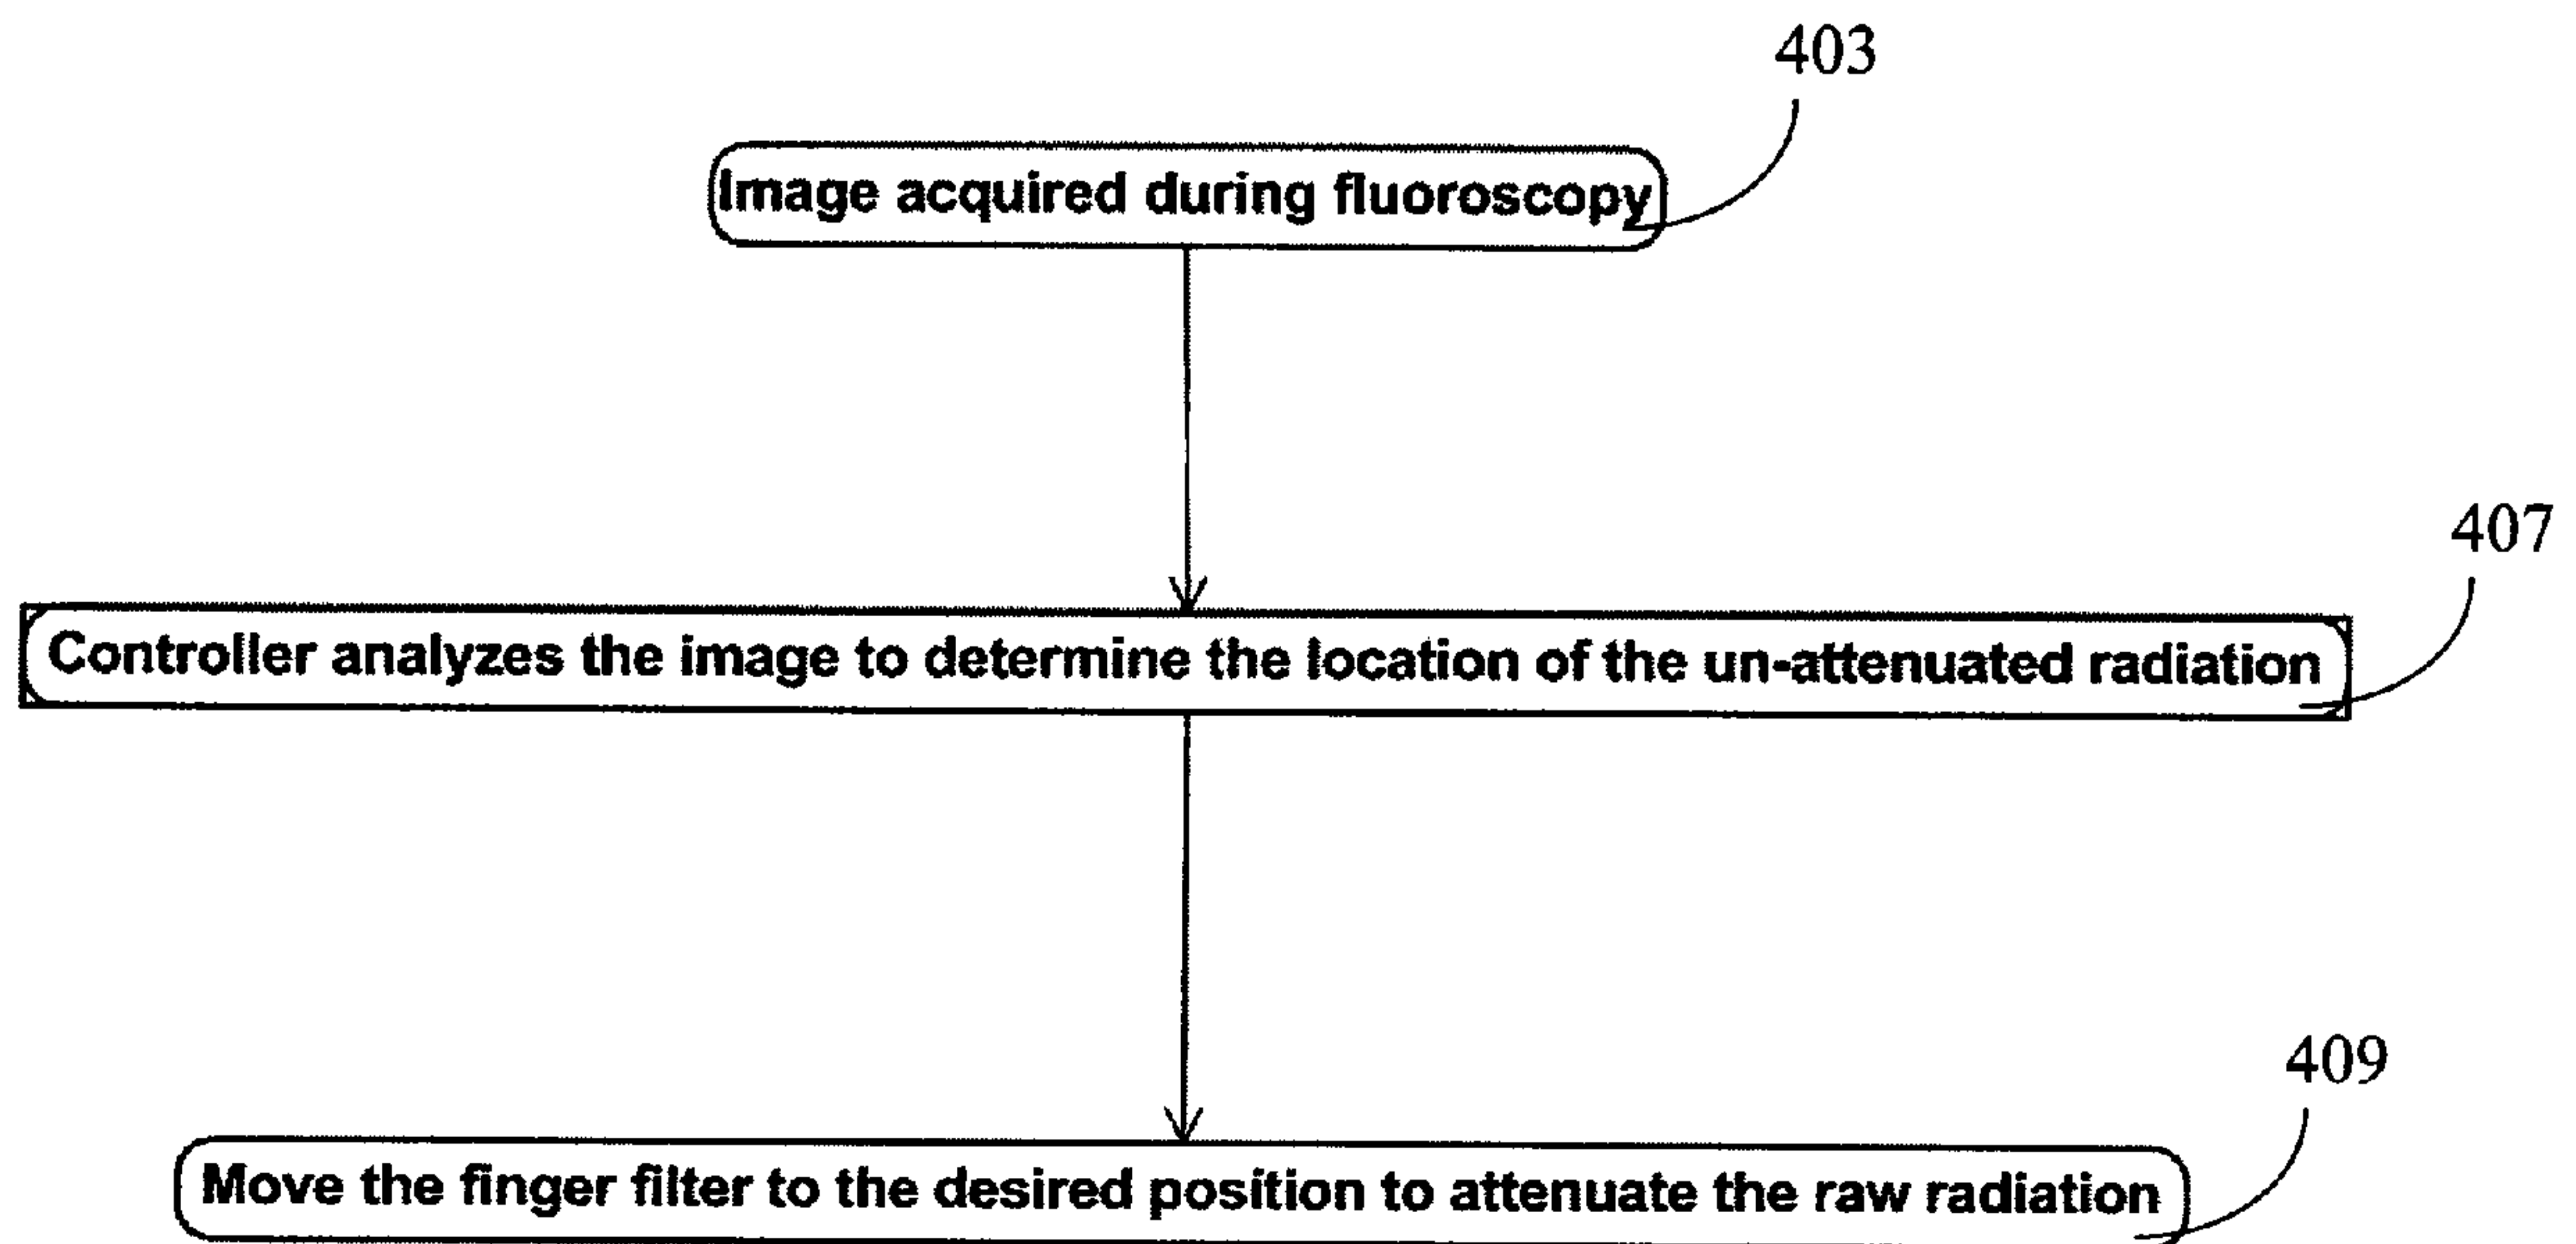 403
Image acquired during fluoroscopy
407
Controller analyzes the image to determine the location of the un-attenuated radiation
409
Move the finger filter to the desired position to attenuate the raw radiation